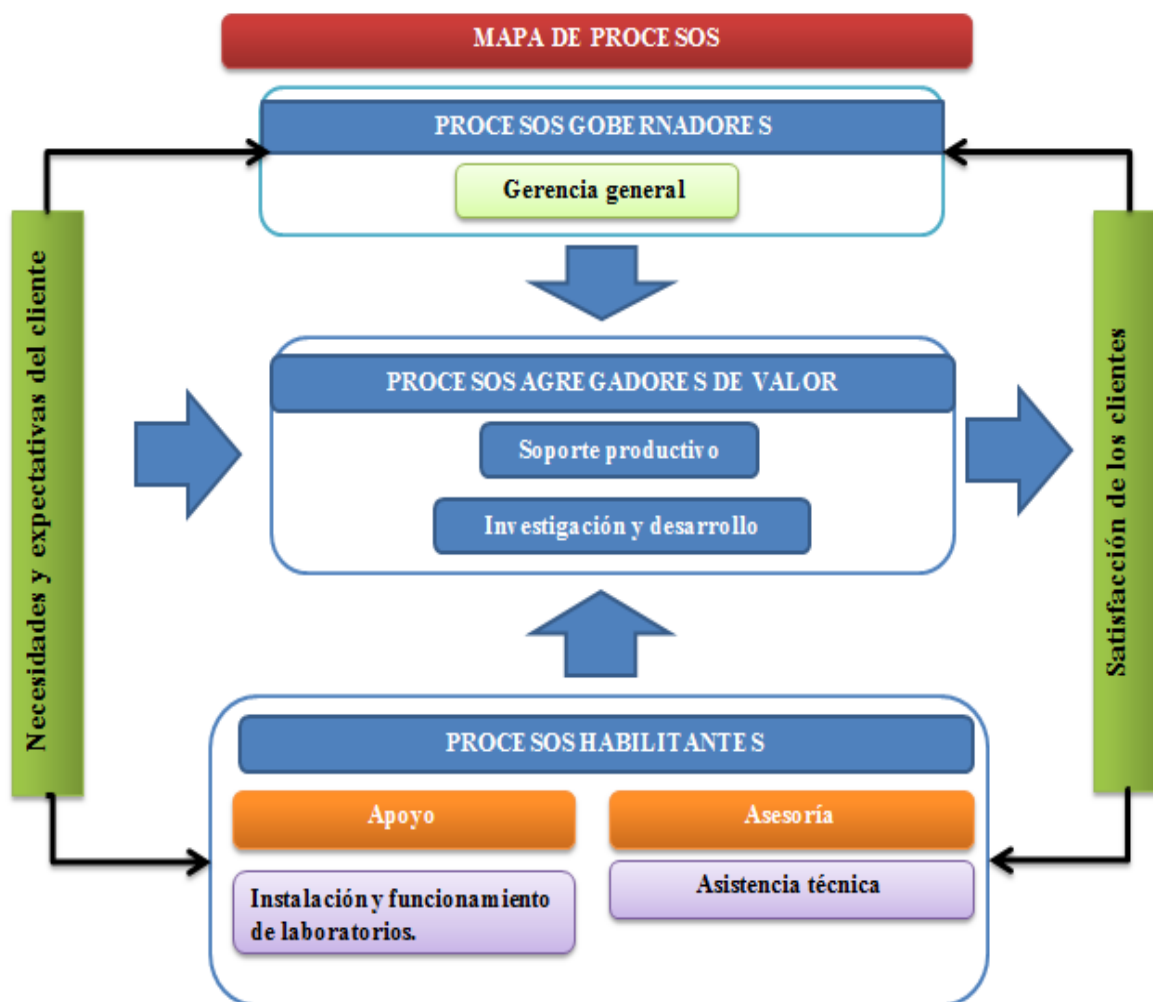 MAPA DE PROCESOS
PROCESOS GOBERNADORES
Gerencia general
Necesidades y expectativas del cliente
PROCESOS AGREGADORES DE VALOR
Soporte productivo
Investigación y desarrollo
Satisfacción de los clientes
PROCESOS HABILITANTES
Apoyo
Asesoría
Instalación y funcionamiento
de laboratorios.
Asistencia técnica